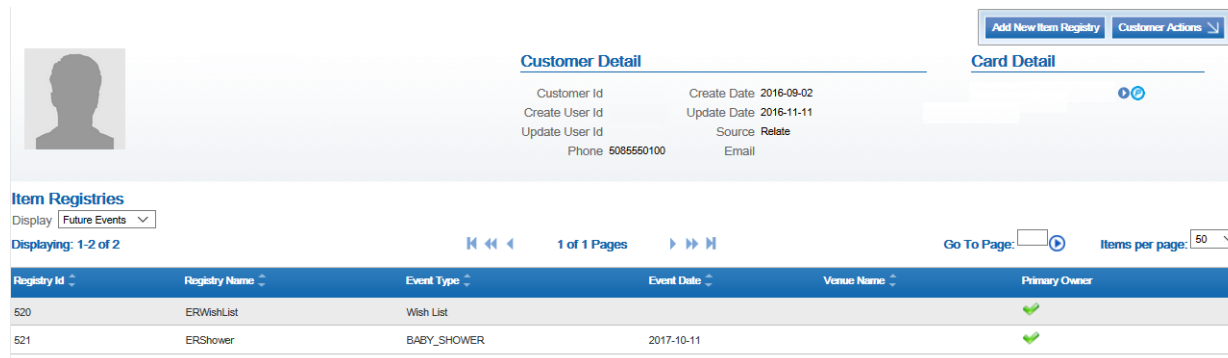 Add New Item Registry Customer Actions
Customer Detail Card Detail
Customer Id Create Date 2016-09-02
Create User Id Update Date 2016-11-11
Update User Id Source Relate
Phone 5085550100 Email
Item Registries
Display Future Events
Displaying: 1-2 of 2 1 of 1 Pages Go To Page: Items per page: 50
Registry Id Registry Name Event Type Event Date Venue Name Primary Owner
520 ERWishList Wish List
521 ERShower BABY_SHOWER 2017-10-11